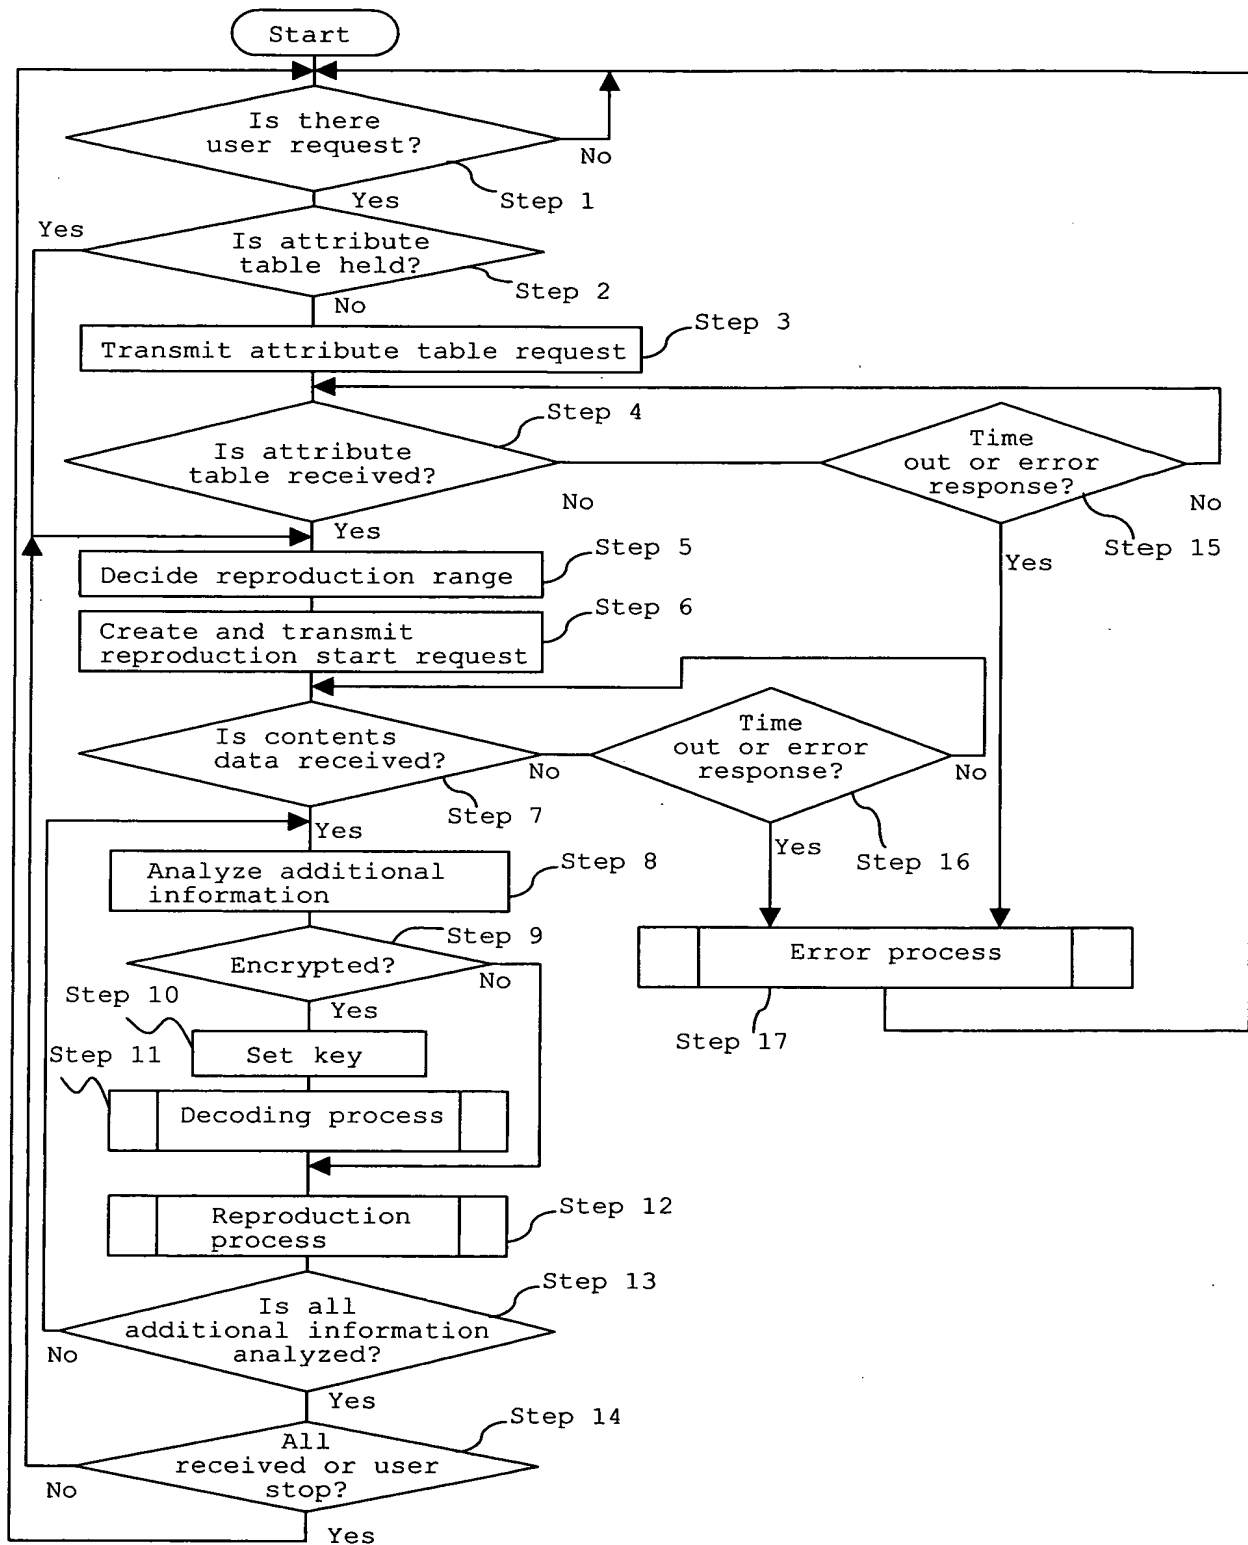 Start
Is there
user request?
No
Step 1
Yes
Yes
Is attribute
table held?
Step 2
No
Step 3
Transmit attribute table request
Step 4
Is attribute
table received?
No
Time
out or error
response?
No
Step 15
Yes
Yes
Step 5
Decide reproduction range
Step 6
Create and transmit
reproduction start request
Is contents
data received?
No
Step 7
Time
out or error
response?
No
Step 16
Yes
Yes
Step 8
Analyze additional
information
Step 9
Encrypted?
No
Error process
Step 17
Step 10
Yes
Set key
Step 11
Decoding process
Step 12
Reproduction
process
Step 13
Is all
additional information
analyzed?
No
Yes
Step 14
All
received or user
stop?
No
Yes